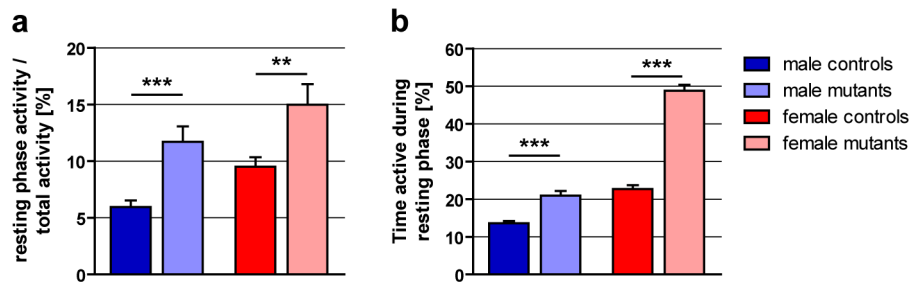 a
resting phase activity /
total activity [%]
20
15
10
5
0
***
**
b
Time active during
resting phase [%]
60
50
40
30
20
10
0
***
***
male controls
male mutants
female controls
female mutants